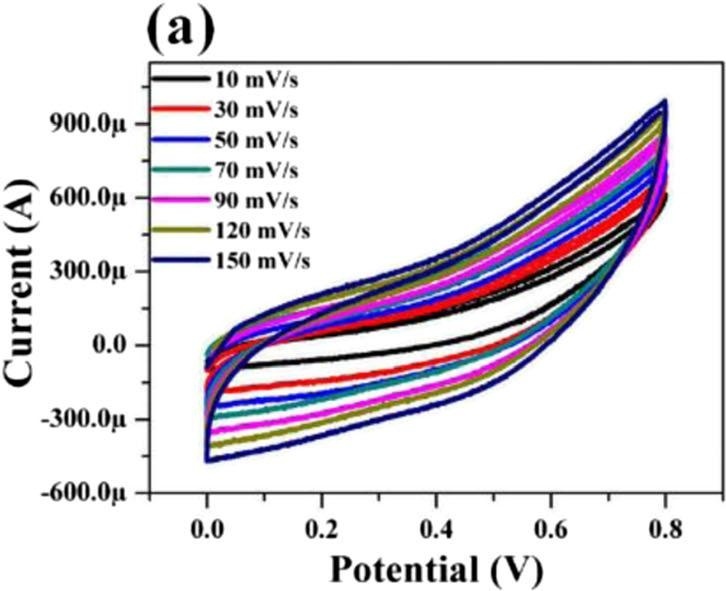 (a)
10 mV/s
30 mV/s
50 mV/s
70 mV/s
90 mV/s
120 mV/s
150 mV/s
900.0μ
600.0μ
300.0μ
0.0
-300.0μ
-600.0μ
Current (A)
0.0 0.2 0.4 0.6 0.8
Potential (V)